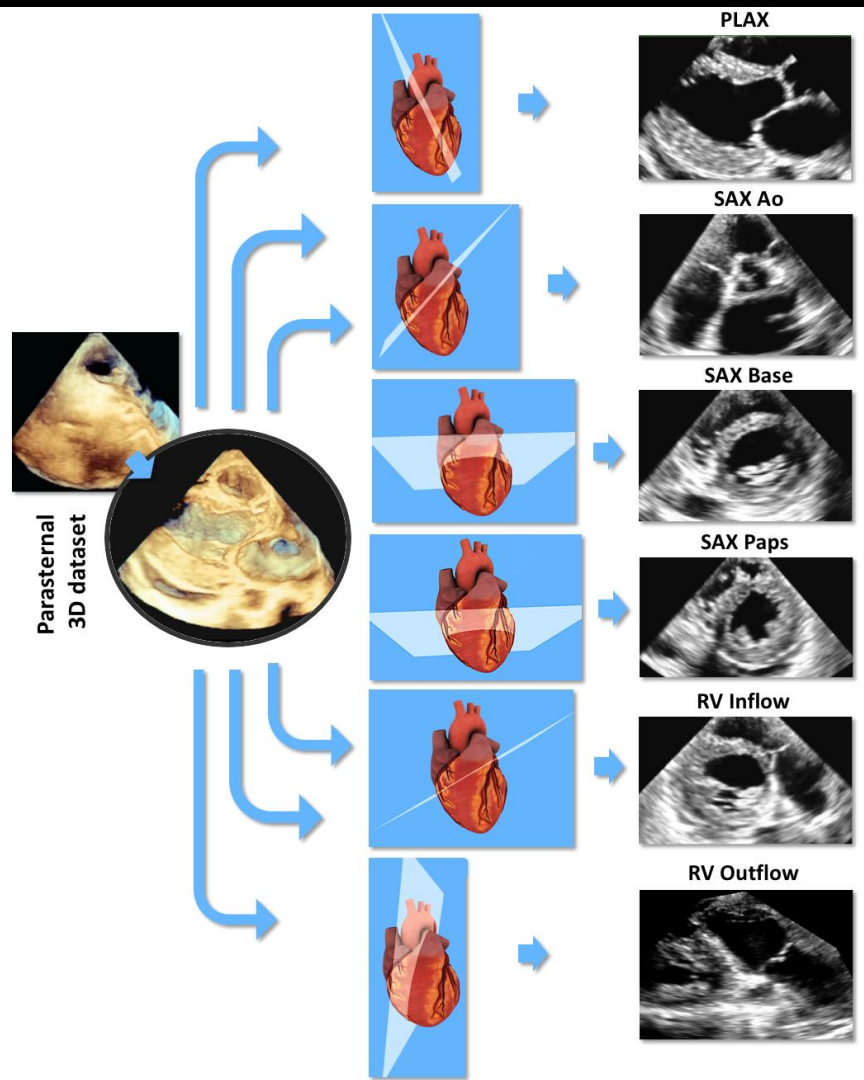 PLAX
SAX Ao
SAX Base
Parasternal
3D dataset
SAX Paps
RV Inflow
RV Outflow